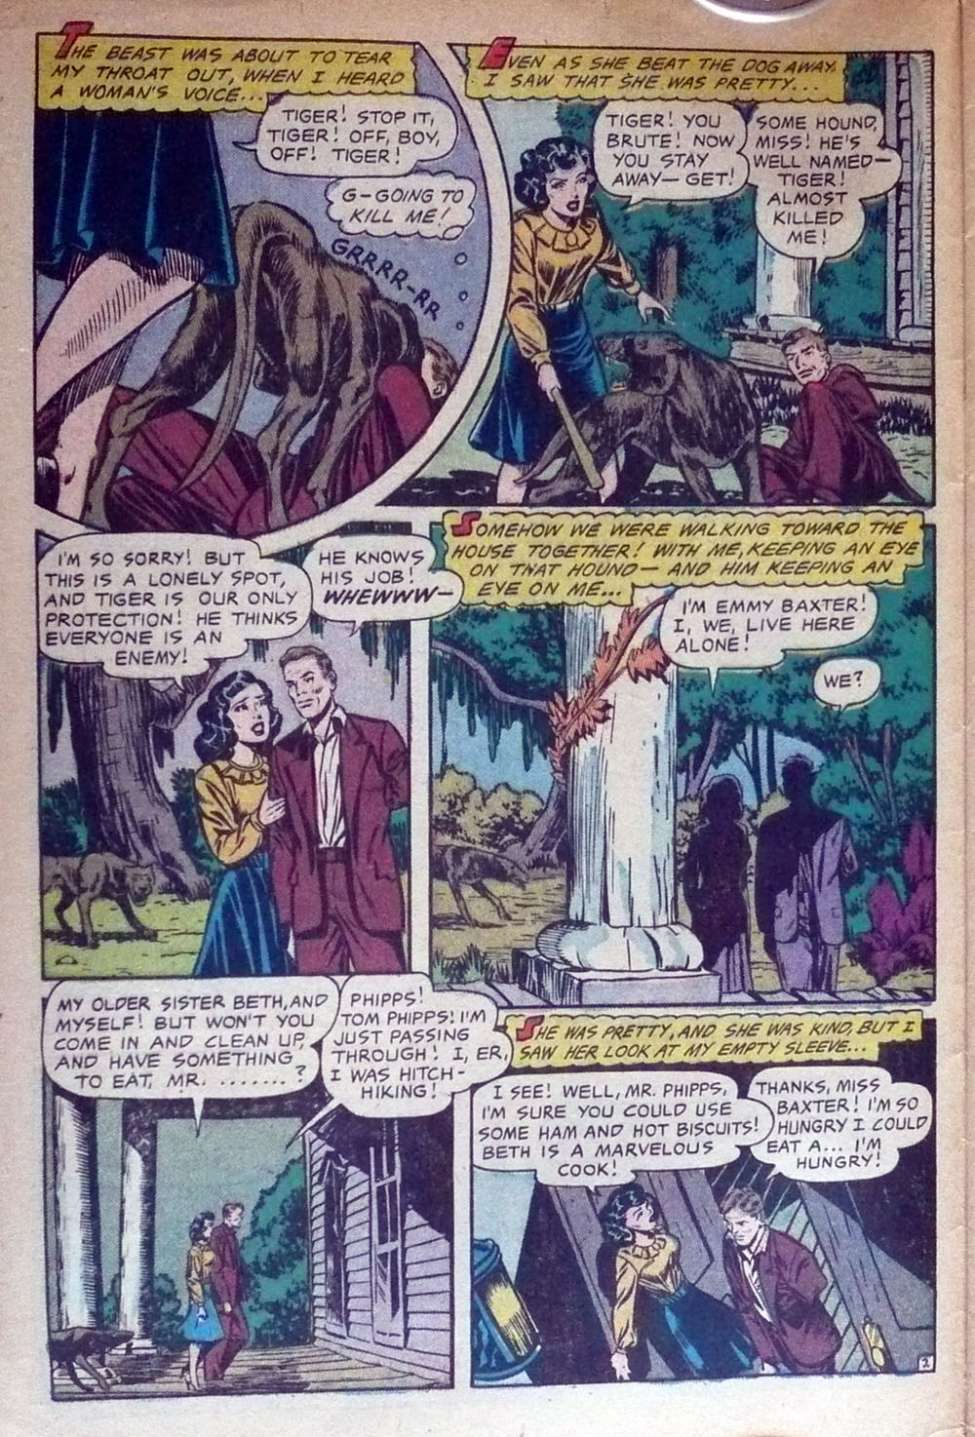 THE BEAST WAS ABOUT TO TEAR
MY THROAT OUT, WHEN I HEARD
A WOMAN'S VOICE...
TIGER! STOP IT,
TIGER! OFF, BOY,
OFF! TIGER!
G-GOING TO
KILL ME!
GRRRR-RR
EVEN AS SHE BEAT THE DOG AWAY
I SAW THAT SHE WAS PRETTY...
TIGER! YOU
BRUTE! NOW
YOU STAY
AWAY—GET!
SOME HOUND,
MISS! HE'S
WELL NAMED—
TIGER!
ALMOST
KILLED
ME!
I'M SO SORRY! BUT
THIS IS A LONELY SPOT,
AND TIGER IS OUR ONLY
PROTECTION! HE THINKS
EVERYONE IS AN
ENEMY!
HE KNOWS
HIS JOB!
WHEWWW—
SOMEHOW WE WERE WALKING TOWARD THE
HOUSE TOGETHER! WITH ME, KEEPING AN EYE
ON THAT HOUND—AND HIM KEEPING AN
EYE ON ME...
I'M EMMY BAXTER!
I, WE, LIVE HERE
ALONE!
WE?
MY OLDER SISTER BETH, AND
MYSELF! BUT WON'T YOU
COME IN AND CLEAN UP,
AND HAVE SOMETHING
TO EAT, MR. .......?
PHIPPS!
TOM PHIPPS! I'M
JUST PASSING
THROUGH! I, ER,
I WAS HITCH-
HIKING!
SHE WAS PRETTY, AND SHE WAS KIND, BUT I
SAW HER LOOK AT MY EMPTY SLEEVE...
I SEE! WELL, MR. PHIPPS,
I'M SURE YOU COULD USE
SOME HAM AND HOT BISCUITS!
BETH IS A MARVELOUS
COOK!
THANKS, MISS
BAXTER! I'M SO
HUNGRY I COULD
EAT A... I'M
HUNGRY!
2